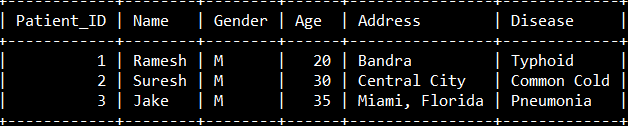 | Patient_ID | Name   | Gender | Age  | Address        | Disease     |
|          1 | Ramesh | M      |   20 | Bandra         | Typhoid     |
|          2 | Suresh | M      |   30 | Central City   | Common Cold |
|          3 | Jake   | M      |   35 | Miami, Florida | Pneumonia   |